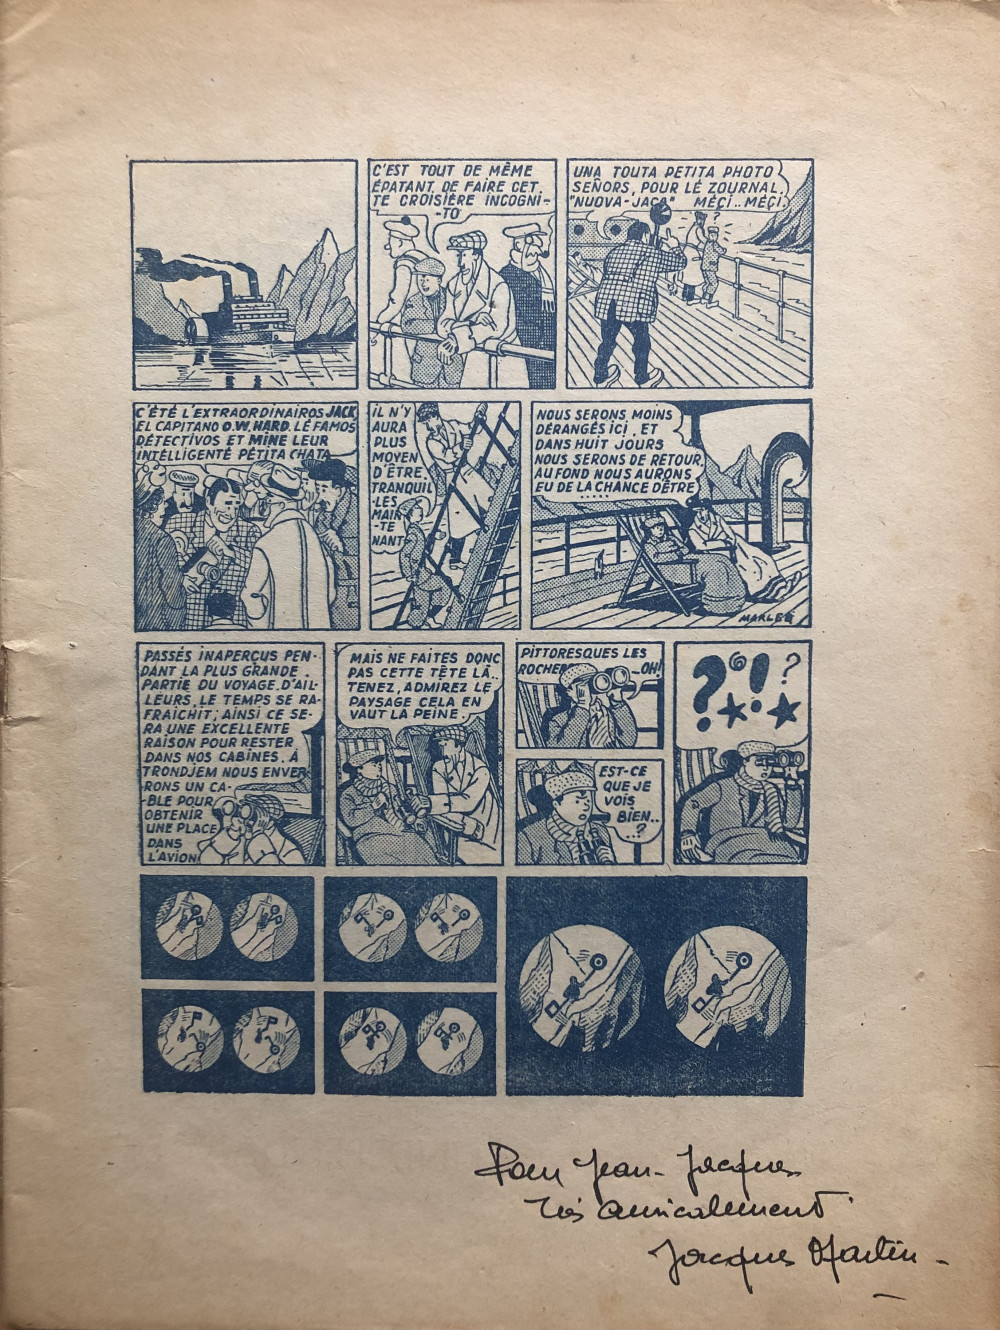 C'EST TOUT DE MÊME
ÉPATANT DE FAIRE CET-
TE CROISIÈRE INCOGNI-
-TO
UNA TOUTA PETITA PHOTO
SEÑORS, POUR LÉ ZOURNAL.
"NUOVA-JACA" MÉÇI.. MÉÇI.
?
C'ÉTÉ L'EXTRAORDINAIROS JACK
EL CAPITANO O.W. HARD. LÉ FAMOS
DÉTECTIVOS ET MINE LEUR
INTÉLLIGENTÉ PÉTITA CHATA
IL N'Y
AURA
PLUS
MOYEN
D'ÊTRE
TRANQUIL
-LES
MAIN
-TE
NANT
NOUS SERONS MOINS
DÉRANGÉS ICI. ET
DANS HUIT JOURS
NOUS SERONS DE RETOUR
AU FOND NOUS AURONS
EU DE LA CHANCE D'ÊTRE
.....
MARLEB
PASSÉS INAPERÇUS PEN-
DANT LA PLUS GRANDE
PARTIE DU VOYAGE. D'AIL-
LEURS, LE TEMPS SE RA-
FRAICHIT; AINSI CE SE-
RA UNE EXCELLENTE
RAISON POUR RESTER
DANS NOS CABINES. À
TRONDJEM NOUS ENVER
RONS UN CA-
BLE POUR
OBTENIR
UNE PLACE
DANS
L'AVION
MAIS NE FAITES DONC
PAS CETTE TÊTE LÀ..
TENEZ, ADMIREZ LE
PAYSAGE CELA EN
VAUT LA PEINE.
PITTORESQUES LES
ROCHER ...OH!
EST-CE
QUE JE
VOIS
BIEN..
..?
? ! ?
Pour Jean-Jacques
très amicalement
Jacques Martin